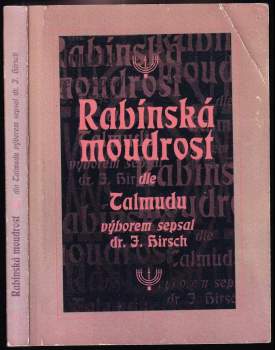 Rabínská moudrost dle Talmudu výborem sepsal dr. J. Hirsch
Rabínská
moudrost
dle
Talmudu
výborem sepsal
dr. J. Hirsch